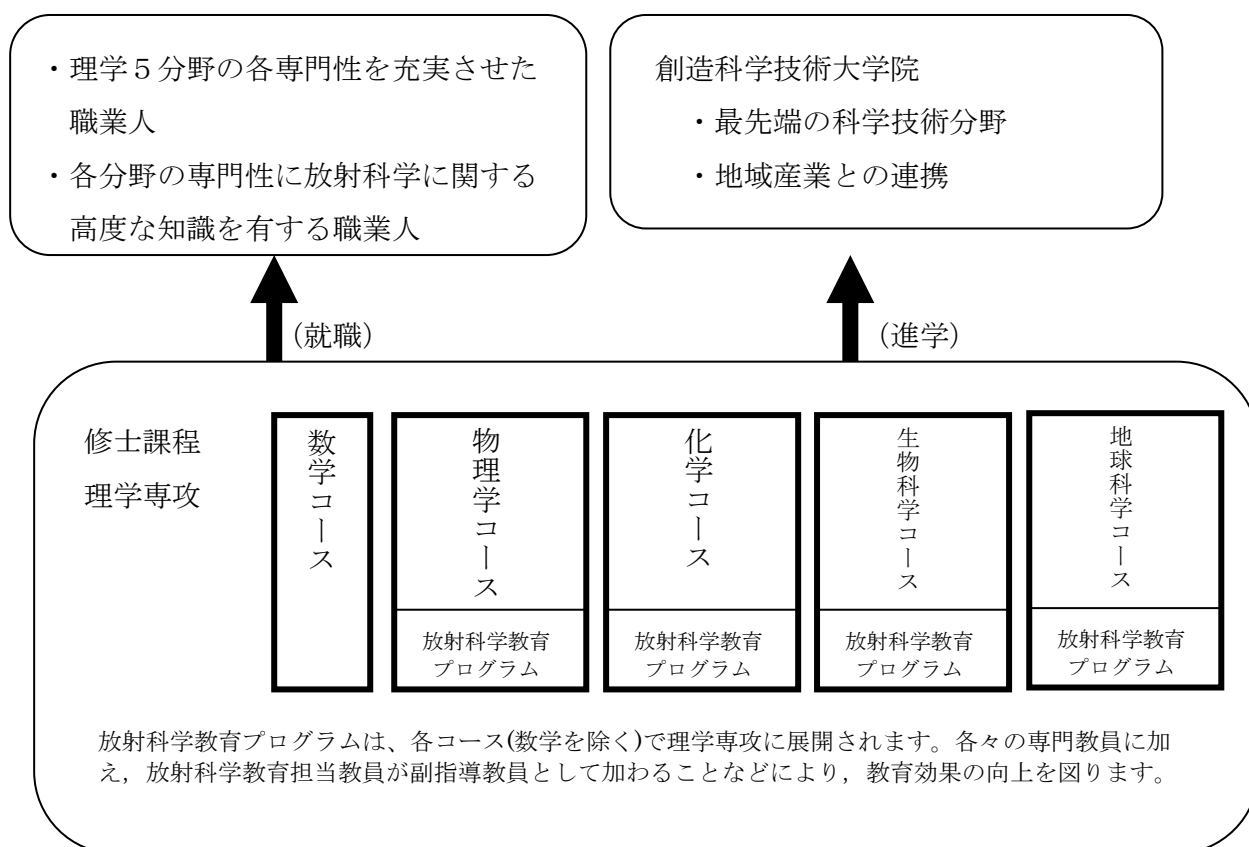 ・理学５分野の各専門性を充実させた
職業人
・各分野の専門性に放射科学に関する
高度な知識を有する職業人
創造科学技術大学院
・最先端の科学技術分野
・地域産業との連携
(就職)
(進学)
修士課程
理学専攻
数学コース
物理学コース
放射科学教育
プログラム
化学コース
放射科学教育
プログラム
生物科学コース
放射科学教育
プログラム
地球科学コース
放射科学教育
プログラム
放射科学教育プログラムは、各コース(数学を除く)で理学専攻に展開されます。各々の専門教員に加
え，放射科学教育担当教員が副指導教員として加わることなどにより，教育効果の向上を図ります。